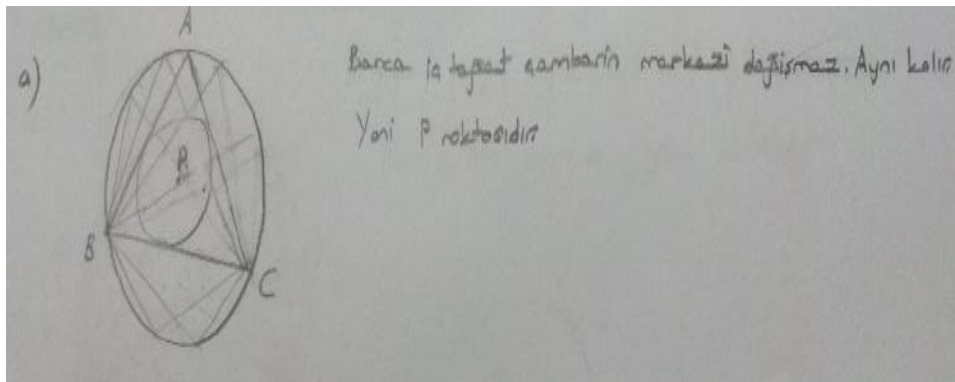 A
a)
Bence iç teğet çemberin merkezi değişmez. Aynı kalır
Yani P noktasıdır
P
B
C